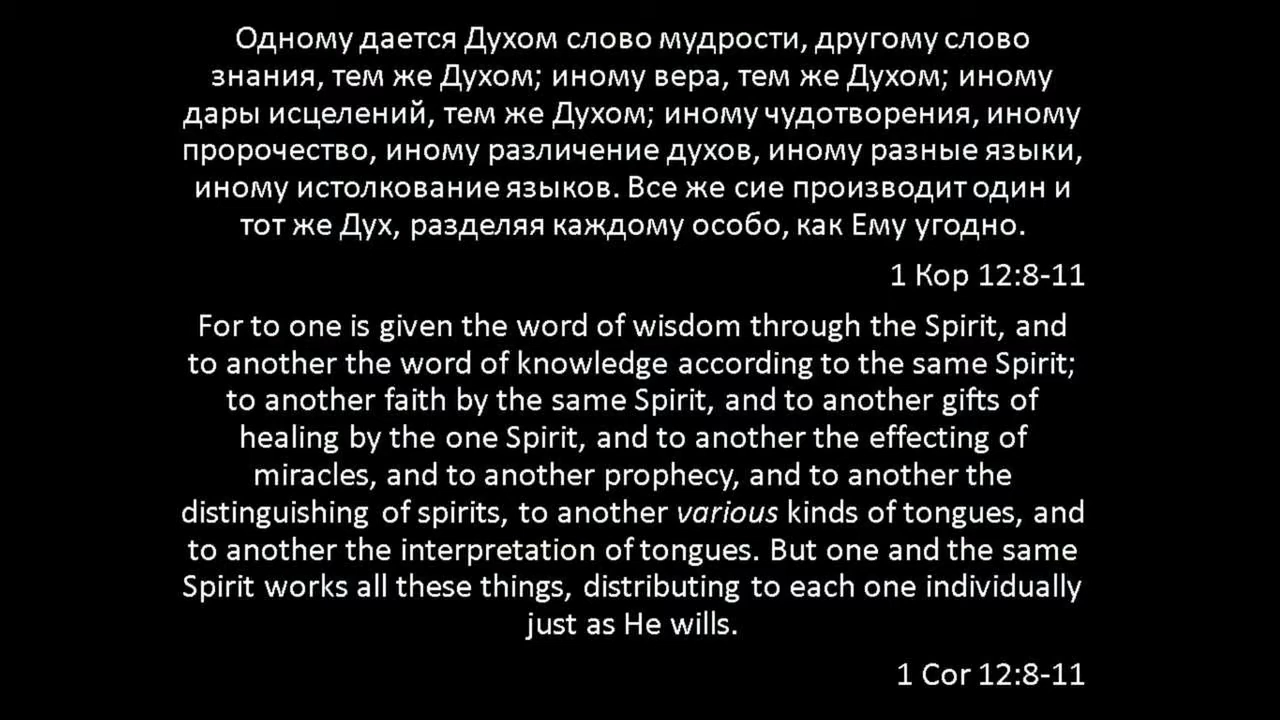 Одному дается Духом слово мудрости, другому слово
знания, тем же Духом; иному вера, тем же Духом; иному
дары исцелений, тем же Духом; иному чудотворения, иному
пророчество, иному различение духов, иному разные языки,
иному истолкование языков. Все же сие производит один и
тот же Дух, разделяя каждому особо, как Ему угодно.
1 Кор 12:8-11
For to one is given the word of wisdom through the Spirit, and
to another the word of knowledge according to the same Spirit;
to another faith by the same Spirit, and to another gifts of
healing by the one Spirit, and to another the effecting of
miracles, and to another prophecy, and to another the
distinguishing of spirits, to another various kinds of tongues, and
to another the interpretation of tongues. But one and the same
Spirit works all these things, distributing to each one individually
just as He wills.
1 Cor 12:8-11